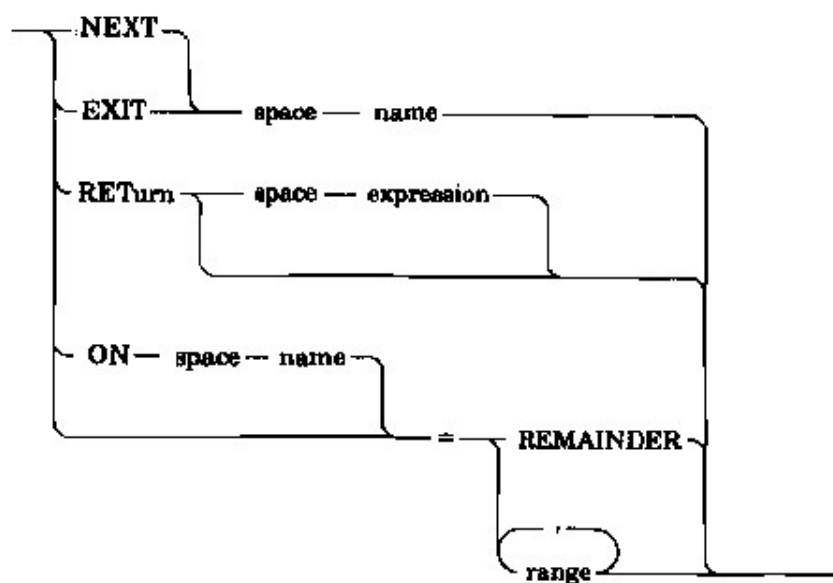 NEXT
EXIT space name
RETurn space expression
ON space name
= REMAINDER
,
range